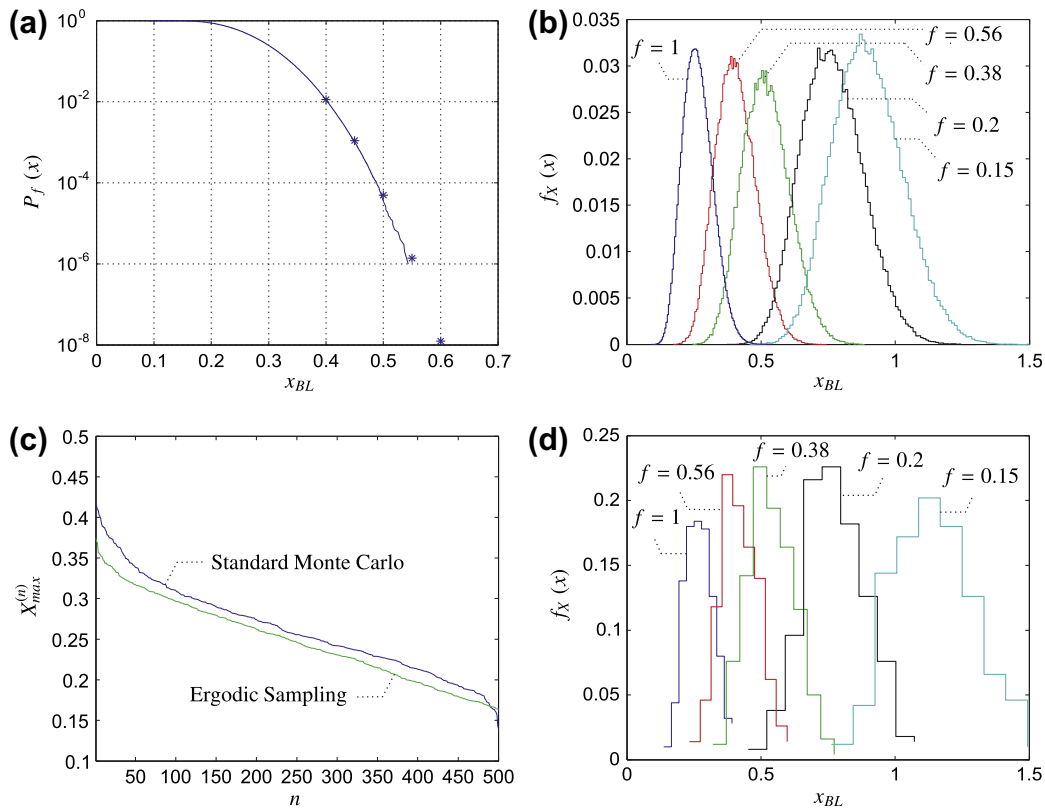 (a)
10^0
10^-2
10^-4
10^-6
10^-8
P_f (x)
0 0.1 0.2 0.3 0.4 0.5 0.6 0.7
x_BL
(b)
0.035
0.03
0.025
0.02
0.015
0.01
0.005
0
f_X (x)
f = 1
f = 0.56
f = 0.38
f = 0.2
f = 0.15
0 0.5 1 1.5
x_BL
(c)
0.5
0.45
0.4
0.35
0.3
0.25
0.2
0.15
0.1
X_max^(n)
Standard Monte Carlo
Ergodic Sampling
50 100 150 200 250 300 350 400 450 500
n
(d)
0.25
0.2
0.15
0.1
0.05
0
f_X (x)
f = 0.38
f = 0.56
f = 0.2
f = 0.15
f = 1
0 0.5 1 1.5
x_BL